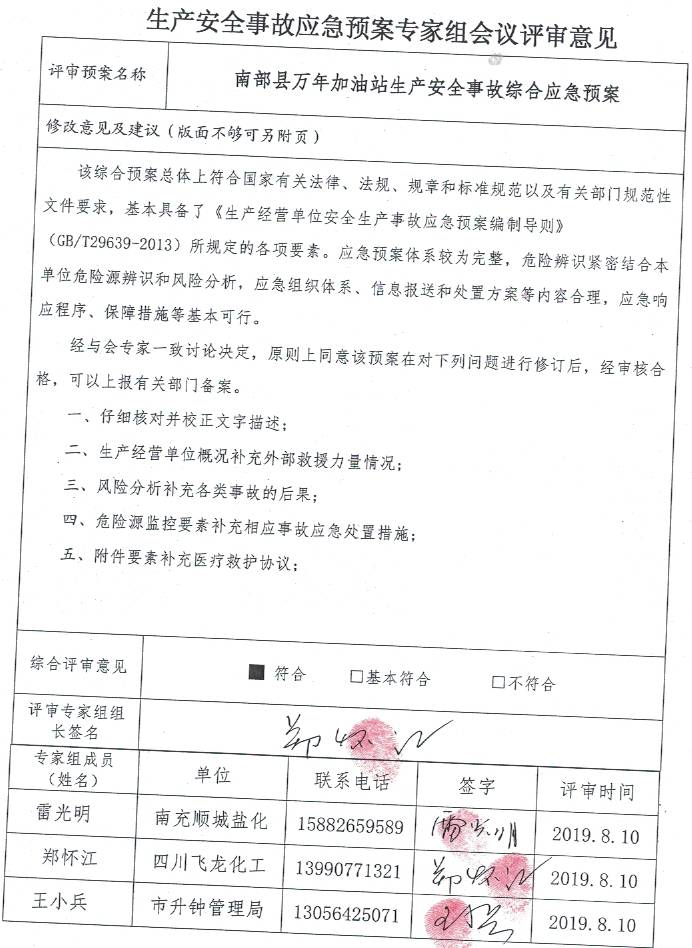 生产安全事故应急预案专家组会议评审意见
评审预案名称 南部县万年加油站生产安全事故综合应急预案
修改意见及建议（版面不够可另附页）
该综合预案总体上符合国家有关法律、法规、规章和标准规范以及有关部门规范性
文件要求，基本具备了《生产经营单位安全生产事故应急预案编制导则》
（GB/T29639-2013）所规定的各项要素。应急预案体系较为完整，危险辨识紧密结合本
单位危险源辨识和风险分析，应急组织体系、信息报送和处置方案等内容合理，应急响
应程序、保障措施等基本可行。
经与会专家一致讨论决定，原则上同意该预案在对下列问题进行修订后，经审核合
格，可以上报有关部门备案。
一、仔细核对并校正文字描述；
二、生产经营单位概况补充外部救援力量情况；
三、风险分析补充各类事故的后果；
四、危险源监控要素补充相应事故应急处置措施；
五、附件要素补充医疗救护协议；
综合评审意见 ■ 符合 □基本符合 □不符合
评审专家组组
长签名 郑怀江
专家组成员
（姓名） 单位 联系电话 签字 评审时间
雷光明 南充顺城盐化 15882659589 雷光明 2019.8.10
郑怀江 四川飞龙化工 13990771321 郑怀江 2019.8.10
王小兵 市升钟管理局 13056425071 王小兵 2019.8.10